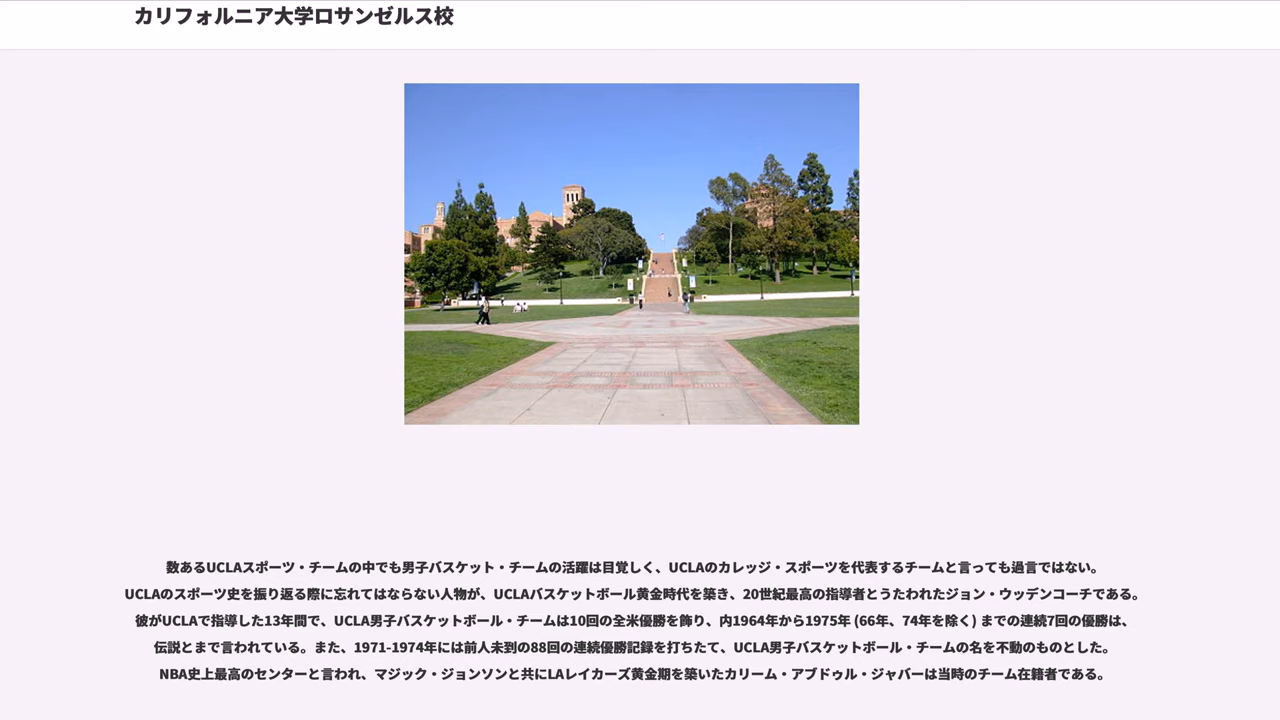 カリフォルニア大学ロサンゼルス校
数あるUCLAスポーツ・チームの中でも男子バスケット・チームの活躍は目覚しく、UCLAのカレッジ・スポーツを代表するチームと言っても過言ではない。
UCLAのスポーツ史を振り返る際に忘れてはならない人物が、UCLAバスケットボール黄金時代を築き、20世紀最高の指導者とうたわれたジョン・ウッデンコーチである。
彼がUCLAで指導した13年間で、UCLA男子バスケットボール・チームは10回の全米優勝を飾り、内1964年から1975年 (66年、74年を除く) までの連続7回の優勝は、
伝説とまで言われている。また、1971-1974年には前人未到の88回の連続優勝記録を打ちたて、UCLA男子バスケットボール・チームの名を不動のものとした。
NBA史上最高のセンターと言われ、マジック・ジョンソンと共にLAレイカーズ黄金期を築いたカリーム・アブドゥル・ジャバーは当時のチーム在籍者である。